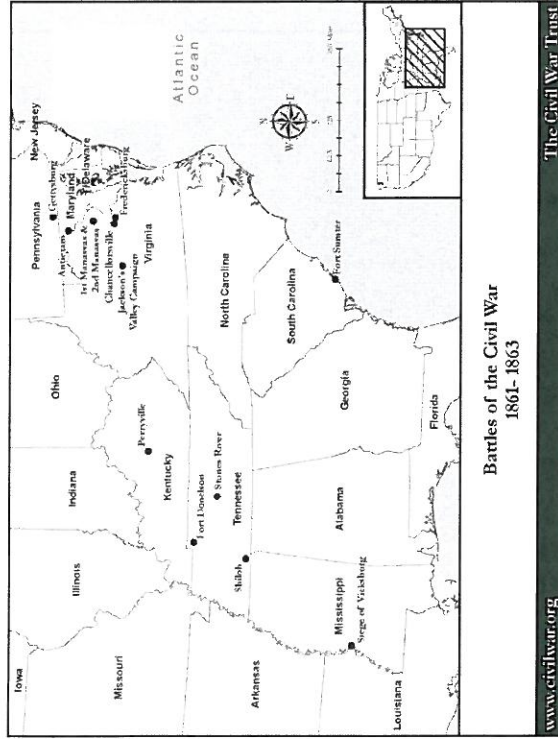 Iowa
Illinois
Indiana
Ohio
Pennsylvania
New Jersey
Gettysburg
Antietam
Maryland
Delaware
1st Manassas &
2nd Manassas
Chancellorsville
Fredericksburg
Jackson's
Valley Campaign
Virginia
Atlantic
Ocean
Missouri
Kentucky
Perryville
Fort Donelson
Stones River
Tennessee
Shiloh
North Carolina
South Carolina
Fort Sumter
Arkansas
Mississippi
Siege of Vicksburg
Alabama
Georgia
Louisiana
Florida
N
W
E
S
Battles of the Civil War
1861- 1863
www.civilwar.org
The Civil War Trust